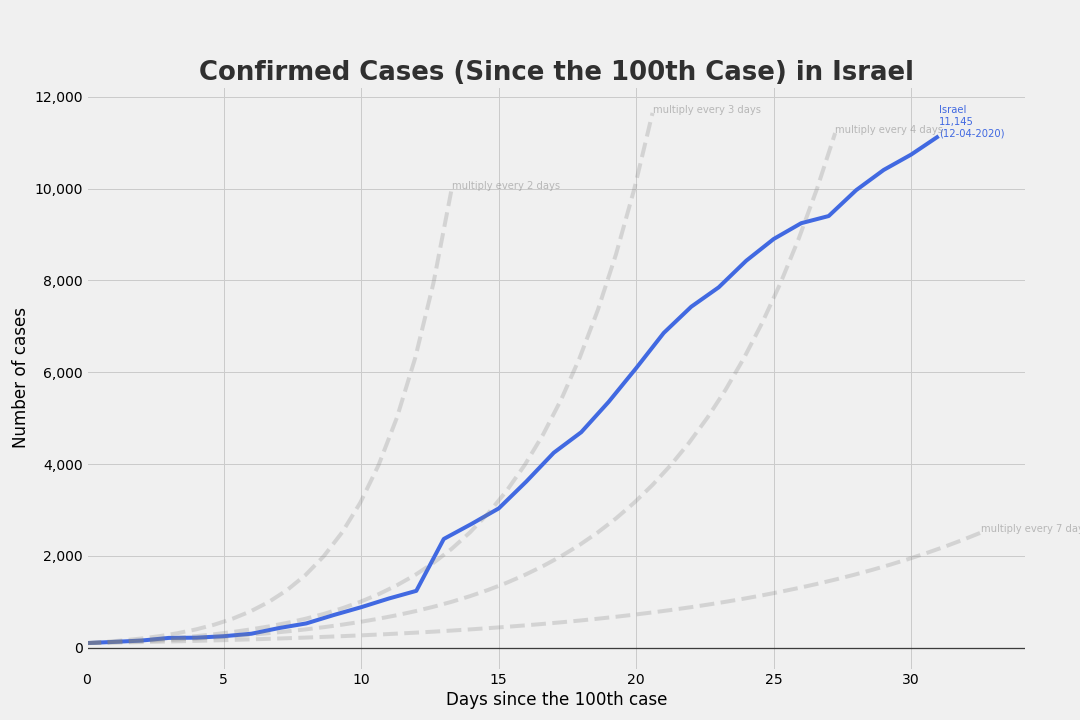 Confirmed Cases (Since the 100th Case) in Israel
12,000
10,000
8,000
6,000
4,000
2,000
0
Number of cases
multiply every 2 days
multiply every 3 days
multiply every 4 days
Israel
11,145
(12-04-2020)
multiply every 7 day
0
5
10
15
20
25
30
Days since the 100th case